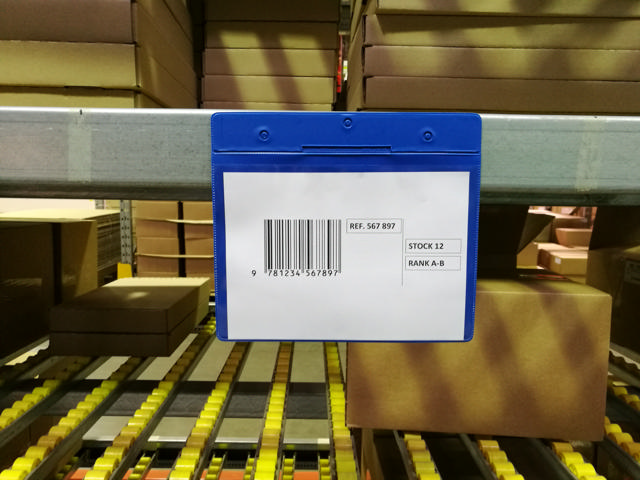 REF. 567 897
STOCK 12
RANK A-B
9 781234 567897